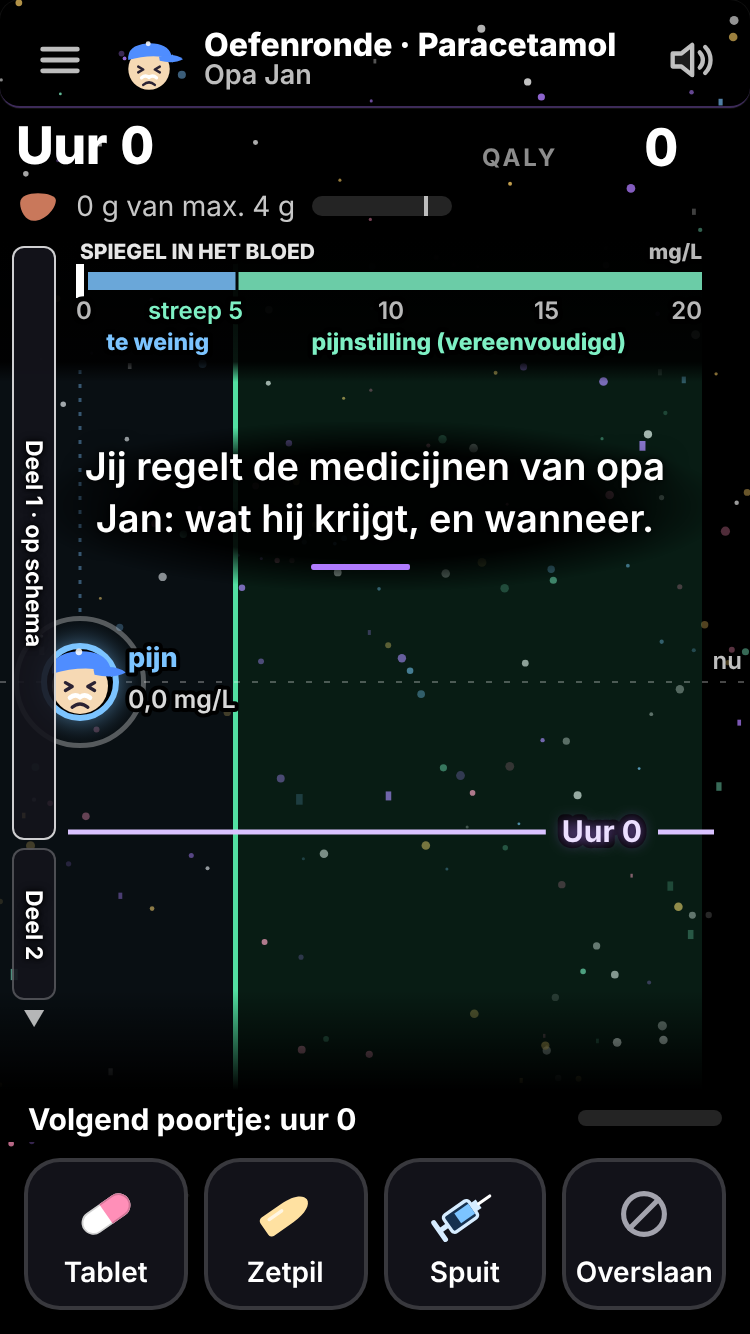 Oefenronde · Paracetamol
Opa Jan
Uur 0
QALY 0
0 g van max. 4 g
SPIEGEL IN HET BLOED mg/L
0 streep 5 10 15 20
te weinig pijnstilling (vereenvoudigd)
Jij regelt de medicijnen van opa
Jan: wat hij krijgt, en wanneer.
Deel 1 · op schema
pijn
nu
0,0 mg/L
Uur 0
Deel 2
Volgend poortje: uur 0
Tablet Zetpil Spuit Overslaan